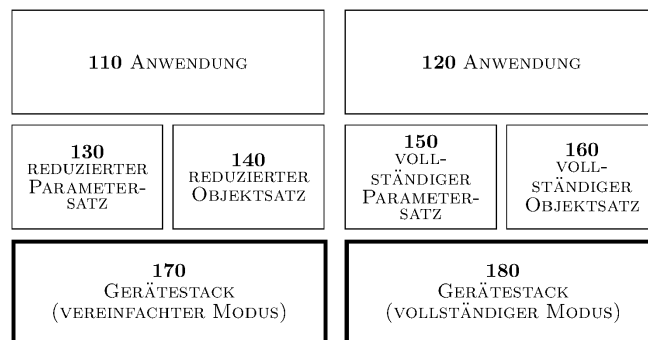 110 Anwendung
120 Anwendung
130
reduzierter
Parameter-
satz
140
reduzierter
Objektsatz
150
voll-
ständiger
Parameter-
satz
160
voll-
ständiger
Objektsatz
170
Gerätestack
(vereinfachter Modus)
180
Gerätestack
(vollständiger Modus)